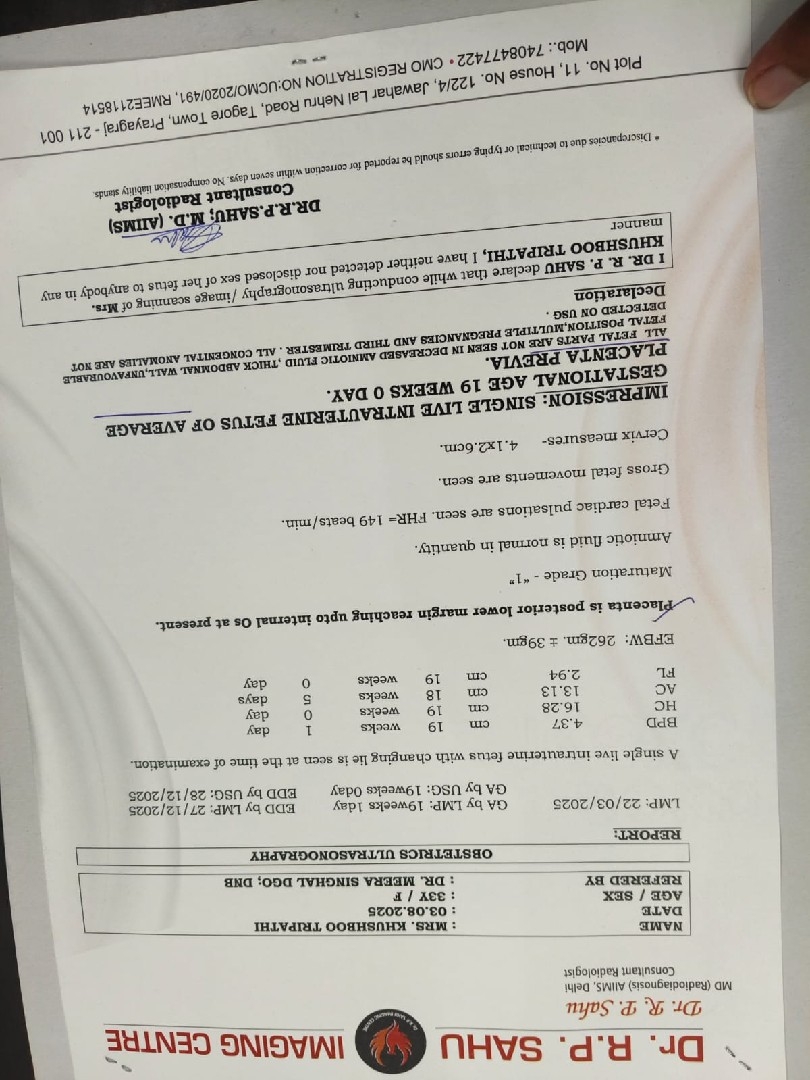 Dr. R.P. SAHU IMAGING CENTRE
Dr. R. P. Sahu
MD (Radiodiagnosis) AIIMS, Delhi
Consultant Radiologist
NAME : MRS. KHUSHBOO TRIPATHI
DATE : 03.08.2025
AGE / SEX : 33Y / F
REFERED BY : DR. MEERA SINGHAL DGO; DNB
OBSTETRICS ULTRASONOGRAPHY
REPORT:
LMP: 22/03/2025 GA by LMP: 19weeks 1day EDD by LMP: 27/12/2025
GA by USG: 19weeks 0day EDD by USG: 28/12/2025
A single live intrauterine fetus with changing lie is seen at the time of examination.
BPD 4.37 cm 19 weeks 1 day
HC 16.28 cm 19 weeks 0 day
AC 13.13 cm 18 weeks 5 days
FL 2.94 cm 19 weeks 0 day
EFBW: 262gm. ± 39gm.
Placenta is posterior lower margin reaching upto internal Os at present.
Maturation Grade - "1"
Amniotic fluid is normal in quantity.
Fetal cardiac pulsations are seen. FHR= 149 beats/min.
Gross fetal movements are seen.
Cervix measures- 4.1x2.6cm.
IMPRESSION: SINGLE LIVE INTRAUTERINE FETUS OF AVERAGE
GESTATIONAL AGE 19 WEEKS 0 DAY.
PLACENTA PREVIA.
ALL FETAL PARTS ARE NOT SEEN IN DECREASED AMNIOTIC FLUID ,THICK ABDOMNAL WALL,UNFAVOURABLE
FETAL POSITION,MULTIPLE PREGNANCIES AND THIRD TRIMESTER . ALL CONGENITAL ANOMALIES ARE NOT
DETECTED ON USG .
Declaration
I DR. R. P. SAHU declare that while conducting ultrasonography /image scanning of Mrs.
KHUSHBOO TRIPATHI, I have neither detected nor disclosed sex of her fetus to anybody in any
manner
DR.R.P.SAHU; M.D. (AIIMS)
Consultant Radiologist
* Discrepancies due to technical or typing errors should be reported for correction within seven days. No compensation liability stands.
Plot No. 11, House No. 122/4, Jawahar Lal Nehru Road, Tagore Town, Prayagraj - 211 001
Mob.: 7408477422 • CMO REGISTRATION NO:UCMO/2020/491, RMEE2118514